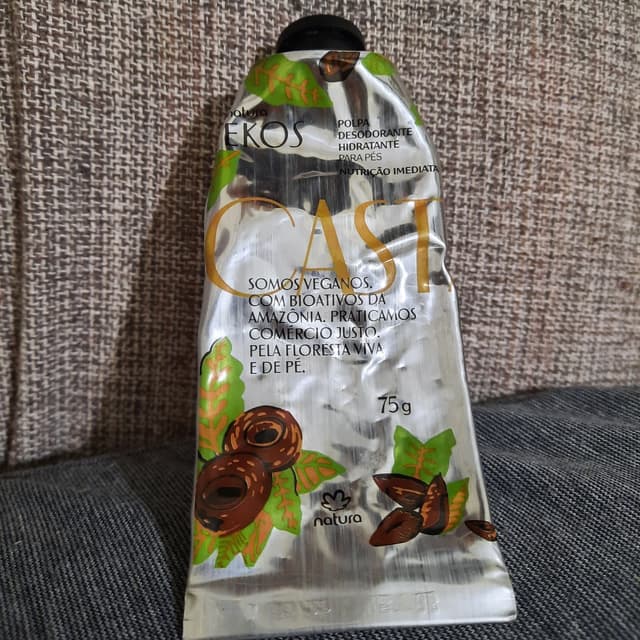 natura
EKOS
POLPA
DESODORANTE
HIDRATANTE
PARA PÉS
NUTRIÇÃO IMEDIATA
CAST
SOMOS VEGANOS.
COM BIOATIVOS DA
AMAZÔNIA. PRATICAMOS
COMÉRCIO JUSTO.
PELA FLORESTA VIVA
E DE PÉ.
75g
natura